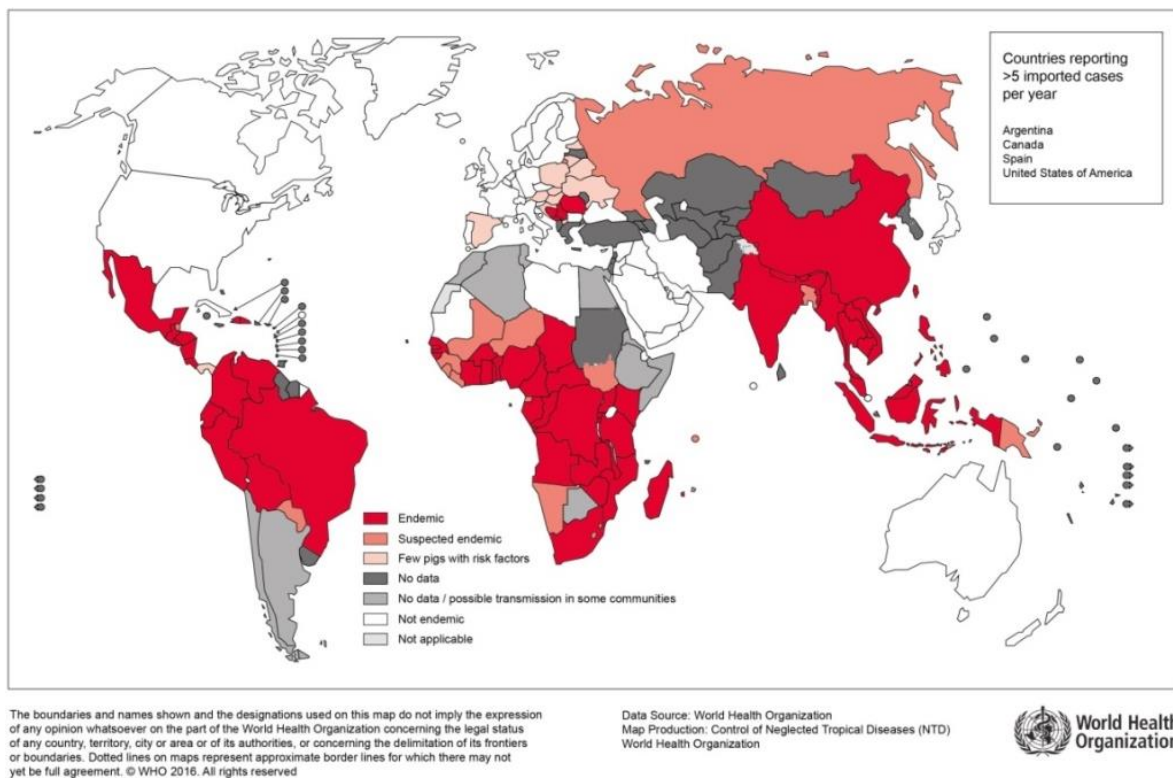 Countries reporting
>5 imported cases
per year
Argentina
Canada
Spain
United States of America
Endemic
Suspected endemic
Few pigs with risk factors
No data
No data / possible transmission in some communities
Not endemic
Not applicable
The boundaries and names shown and the designations used on this map do not imply the expression
of any opinion whatsoever on the part of the World Health Organization concerning the legal status
of any country, territory, city or area or of its authorities, or concerning the delimitation of its frontiers
or boundaries. Dotted lines on maps represent approximate border lines for which there may not
yet be full agreement. © WHO 2016. All rights reserved
Data Source: World Health Organization
Map Production: Control of Neglected Tropical Diseases (NTD)
World Health Organization
World Health
Organization